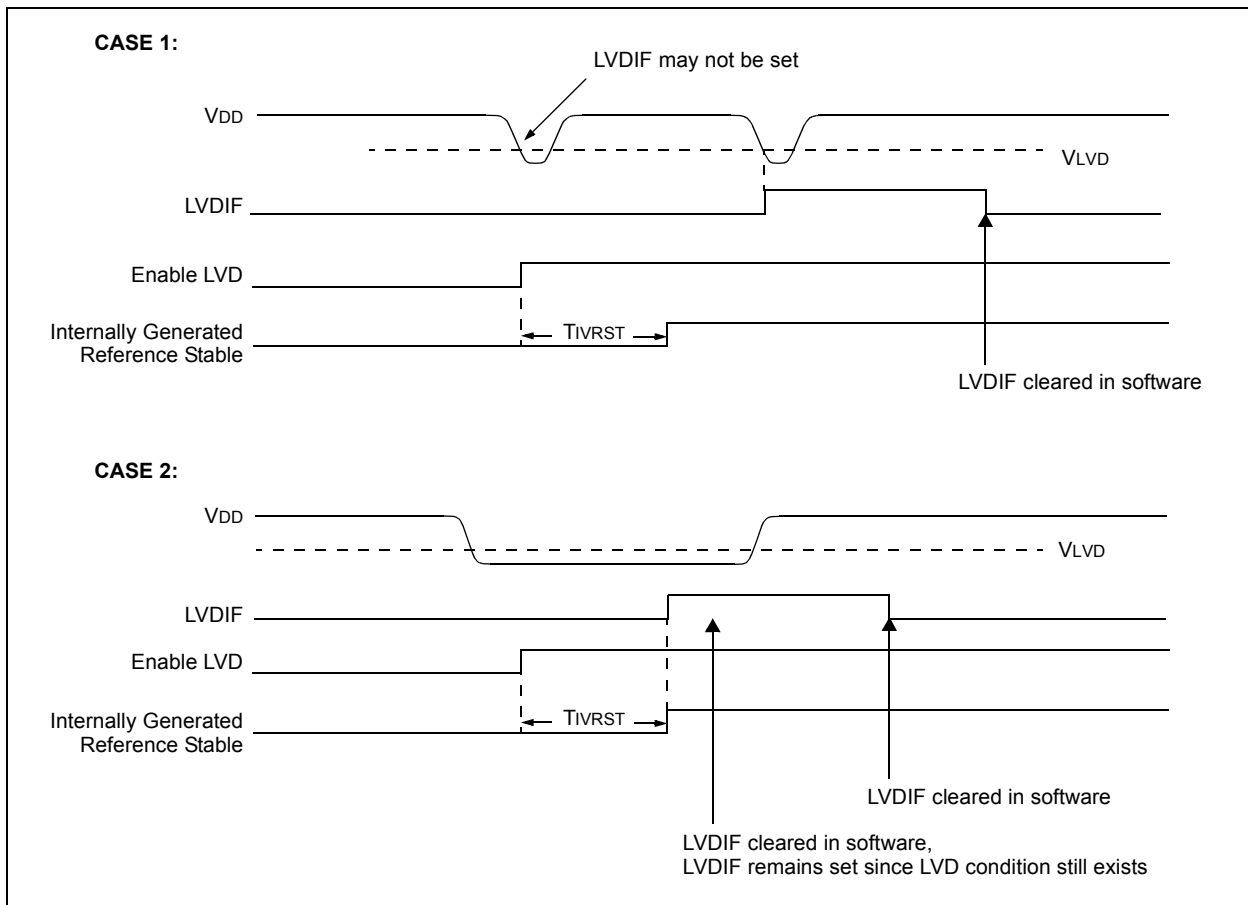 CASE 1:
LVDIF may not be set
VDD
VLVD
LVDIF
Enable LVD
Internally Generated
Reference Stable
TIVRST
LVDIF cleared in software
CASE 2:
VDD
VLVD
LVDIF
Enable LVD
Internally Generated
Reference Stable
TIVRST
LVDIF cleared in software
LVDIF cleared in software,
LVDIF remains set since LVD condition still exists